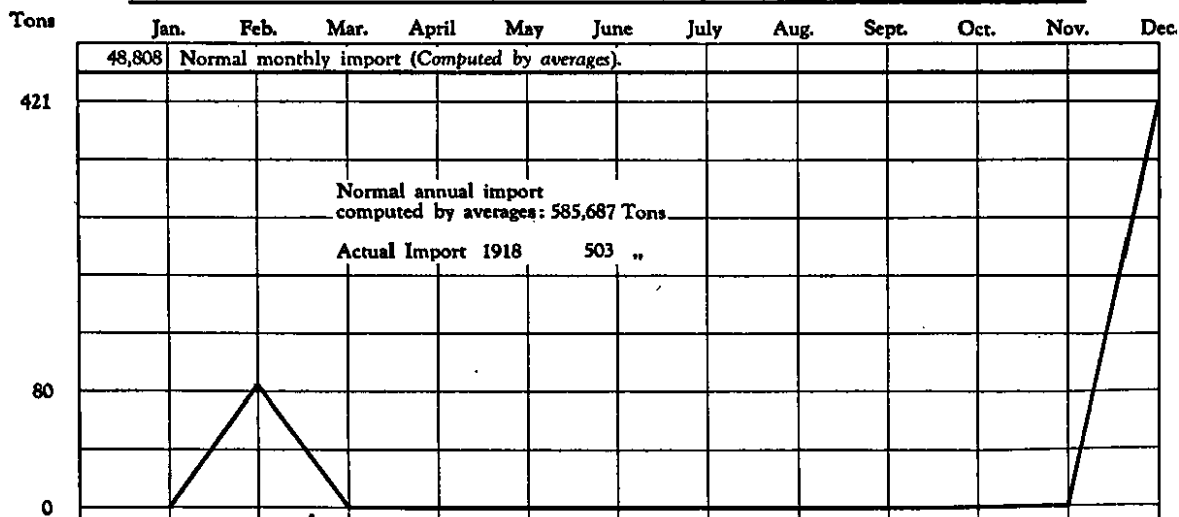 Tons
Jan. Feb. Mar. April May June July Aug. Sept. Oct. Nov. Dec.
48,808 Normal monthly import (Computed by averages).
421
Normal annual import
computed by averages: 585,687 Tons
Actual Import 1918 503 „
80
0